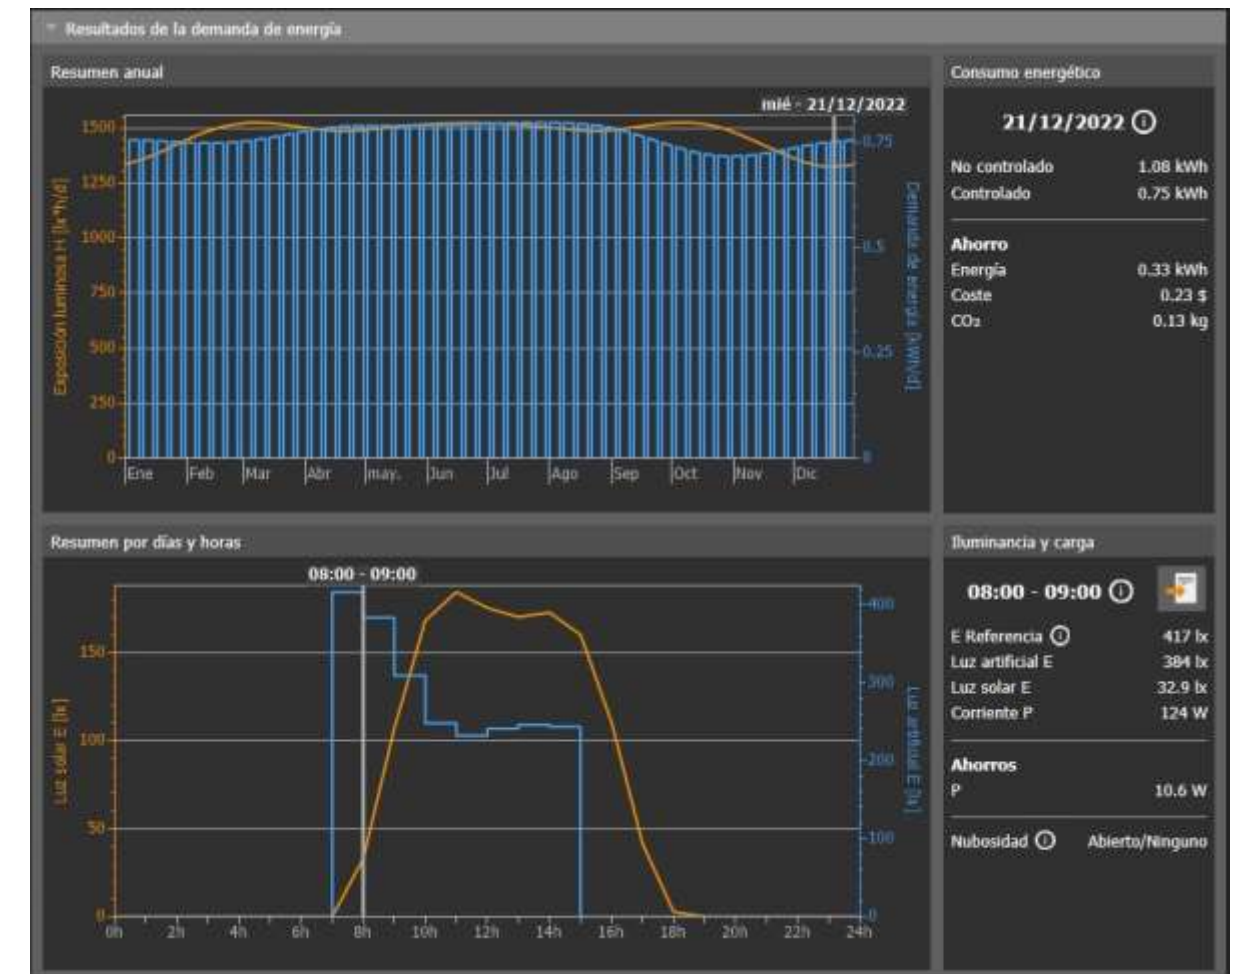 Resultados de la demanda de energía
Resumen anual
mié - 21/12/2022
1500
1250
1000
750
500
250
0
Exposición luminosa H [lx*h/d]
0.75
0.5
0.25
0
Demanda de energía [kWh/d]
Ene Feb Mar Abr may. Jun Jul Ago Sep Oct Nov Dic
Consumo energético
21/12/2022
No controlado 1.08 kWh
Controlado 0.75 kWh
Ahorro
Energía 0.33 kWh
Coste 0.23 $
CO₂ 0.13 kg
Resumen por días y horas
08:00 - 09:00
150
100
50
0
Luz solar E [lx]
400
300
200
100
0
Luz artificial E [lx]
0h 2h 4h 6h 8h 10h 12h 14h 16h 18h 20h 22h 24h
Iluminancia y carga
08:00 - 09:00
E Referencia 417 lx
Luz artificial E 384 lx
Luz solar E 32.9 lx
Corriente P 124 W
Ahorros
P 10.6 W
Nubosidad Abierto/Ninguno